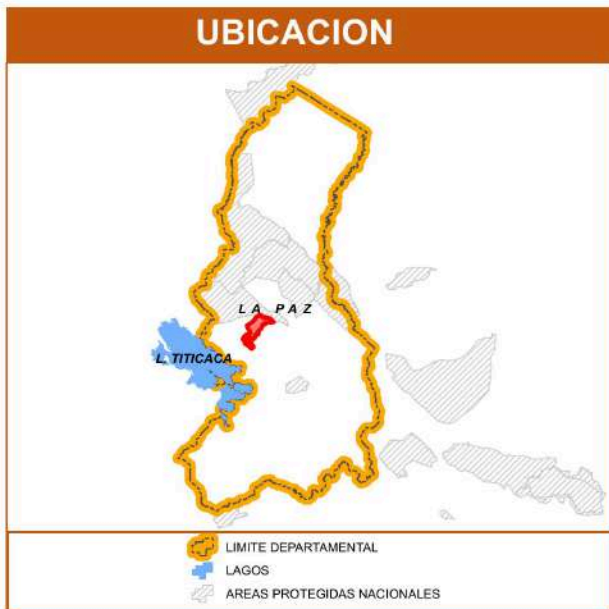 UBICACION
LA PAZ
L. TITICACA
LIMITE DEPARTAMENTAL
LAGOS
AREAS PROTEGIDAS NACIONALES